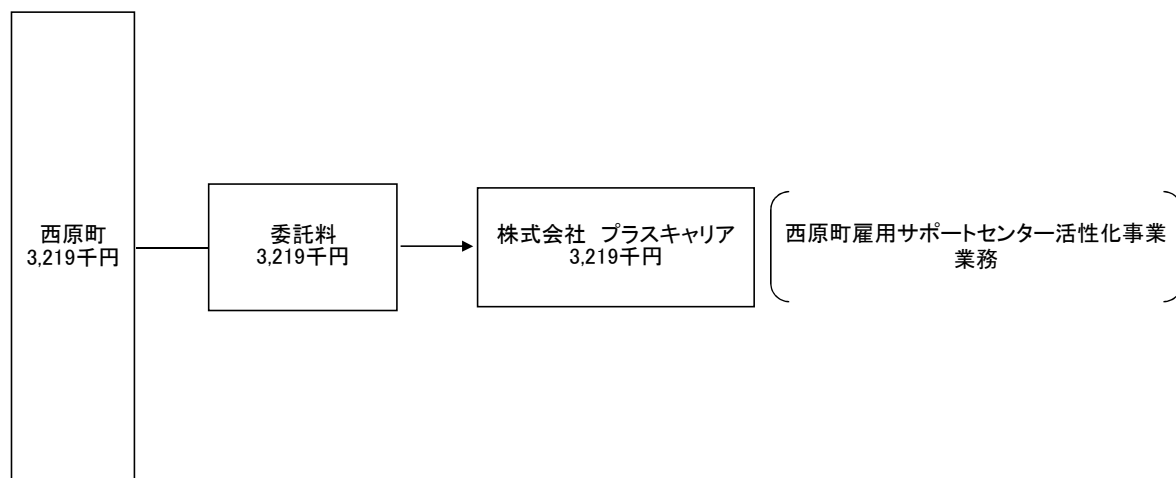 西原町
3,219千円
委託料
3,219千円
株式会社　プラスキャリア
3,219千円
西原町雇用サポートセンター活性化事業
業務